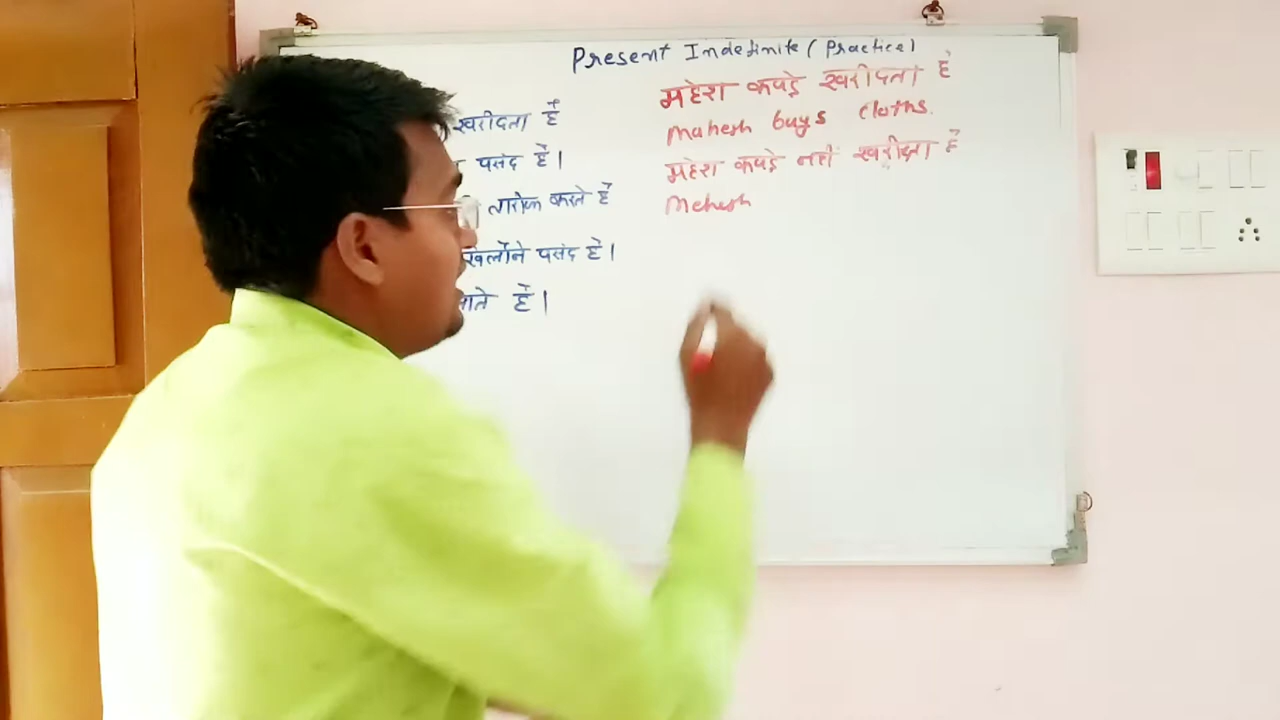 Present Indefinite (Practice)
खरीदता है
पसंद है।
तारीफ करते है
खिलौने पसंद है।
है।
महेश कपड़े खरीदता है
Mahesh buys cloths.
महेश कपड़े नहीं खरीदता है
Mahesh